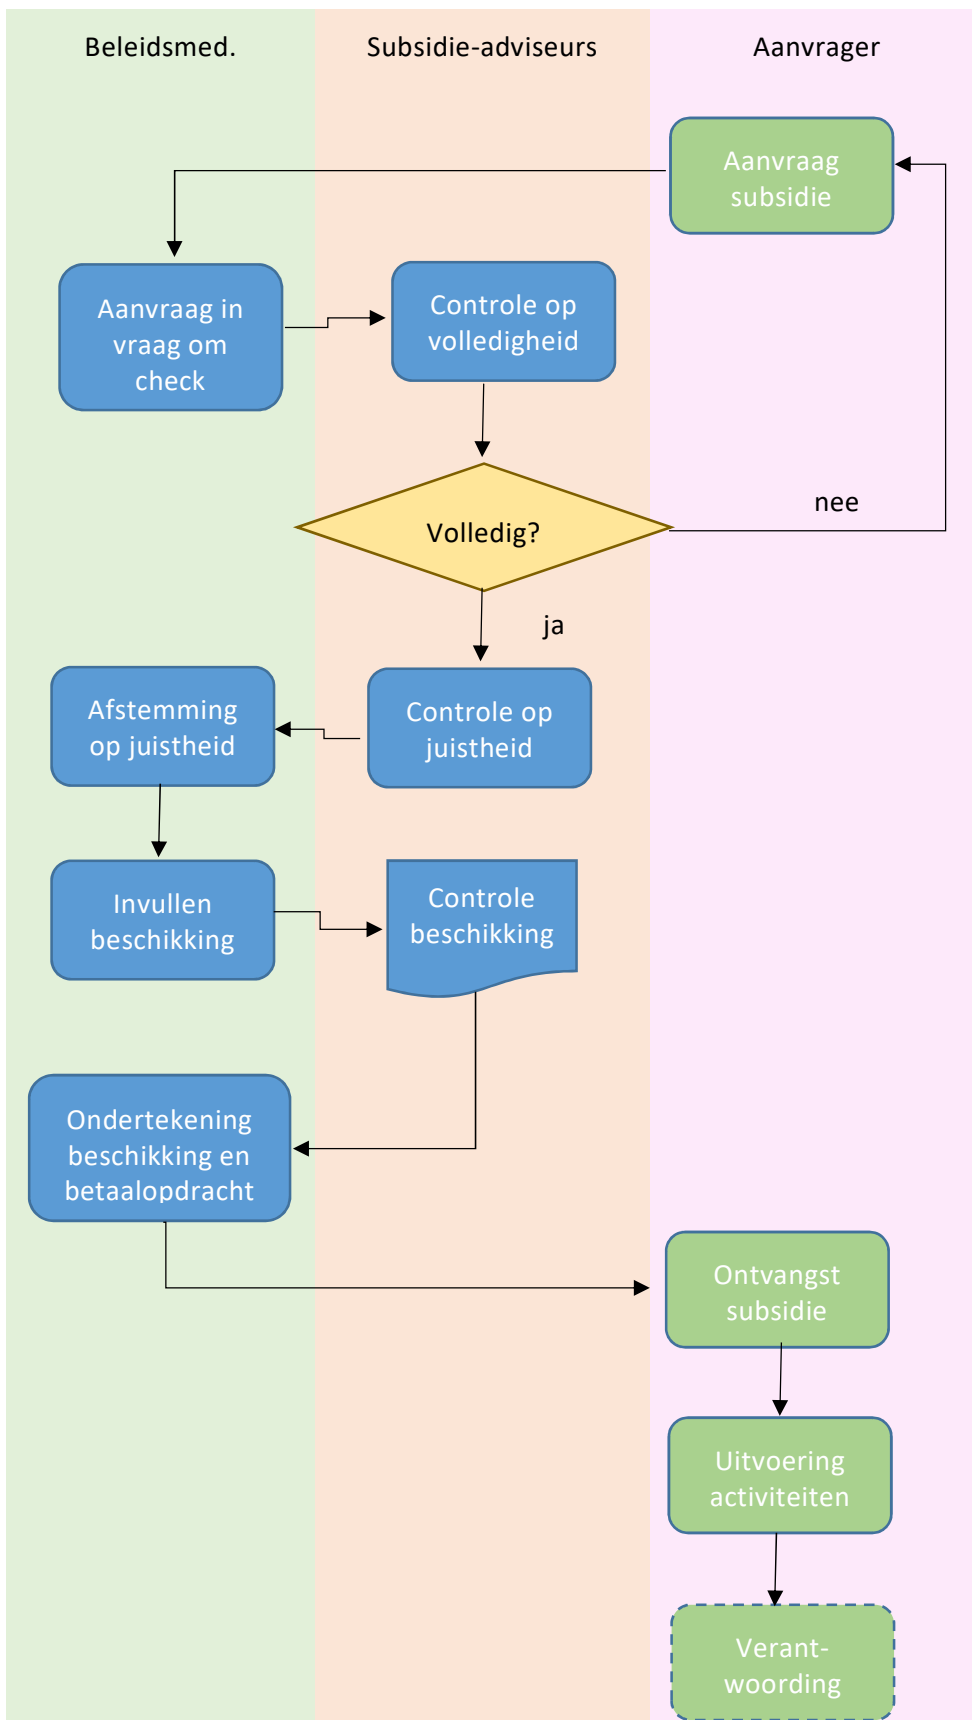 Beleidsmed.
Subsidie-adviseurs
Aanvrager
Aanvraag
subsidie
Aanvraag in
vraag om
check
Controle op
volledigheid
Volledig?
nee
ja
Controle op
juistheid
Afstemming
op juistheid
Invullen
beschikking
Controle
beschikking
Ondertekening
beschikking en
betaalopdracht
Ontvangst
subsidie
Uitvoering
activiteiten
Verant-
woording